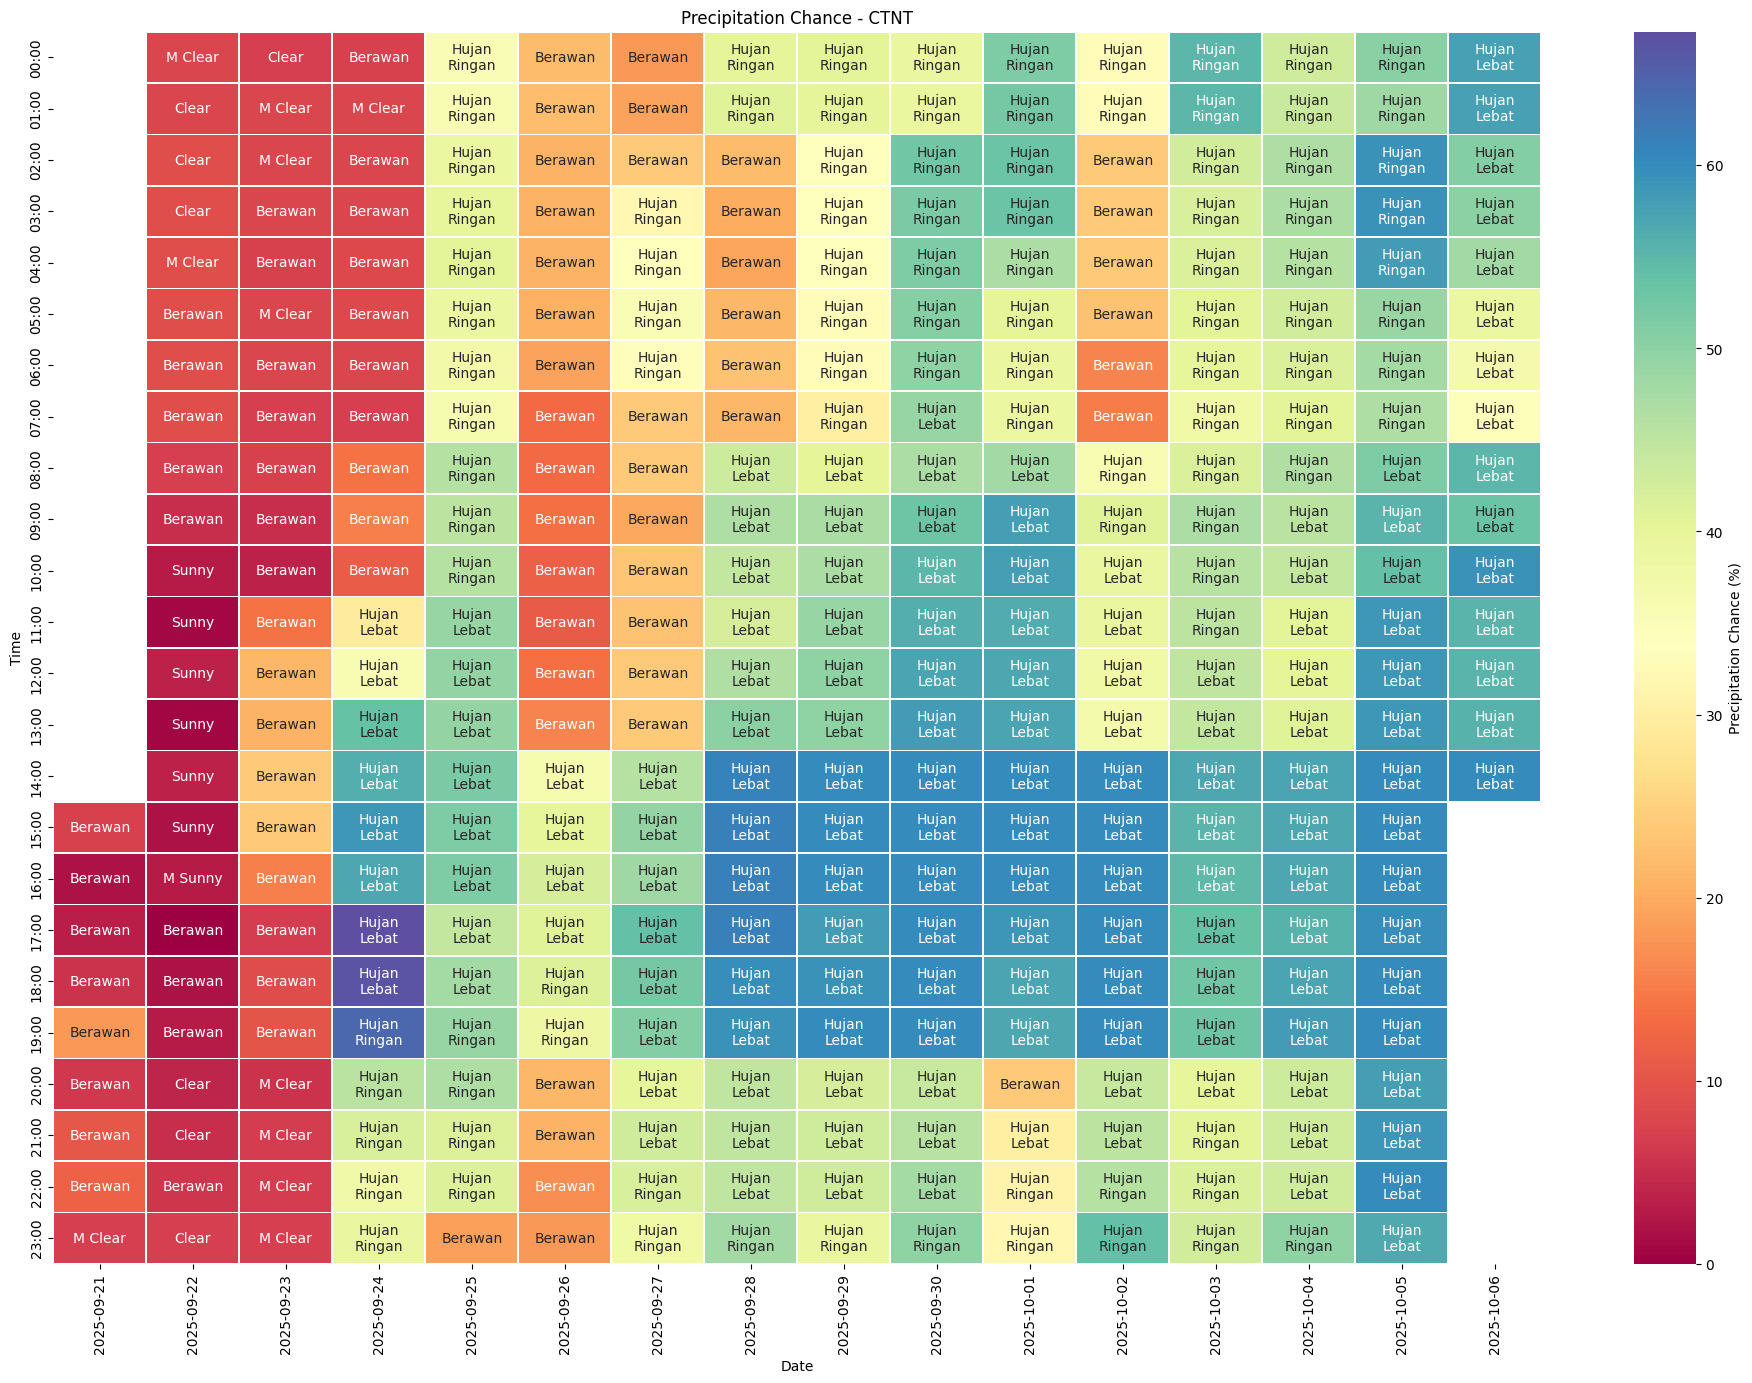 Precipitation Chance - CTNT
00:00 M Clear Clear Berawan Hujan Ringan Berawan Berawan Hujan Ringan Hujan Ringan Hujan Ringan Hujan Ringan Hujan Ringan Hujan Ringan Hujan Ringan Hujan Ringan Hujan Lebat
01:00 Clear M Clear M Clear Hujan Ringan Berawan Berawan Hujan Ringan Hujan Ringan Hujan Ringan Hujan Ringan Hujan Ringan Hujan Ringan Hujan Ringan Hujan Ringan Hujan Lebat
02:00 Clear M Clear Berawan Hujan Ringan Berawan Berawan Berawan Hujan Ringan Hujan Ringan Hujan Ringan Berawan Hujan Ringan Hujan Ringan Hujan Ringan Hujan Lebat
03:00 Clear Berawan Berawan Hujan Ringan Berawan Hujan Ringan Berawan Hujan Ringan Hujan Ringan Hujan Ringan Berawan Hujan Ringan Hujan Ringan Hujan Ringan Hujan Lebat
04:00 M Clear Berawan Berawan Hujan Ringan Berawan Hujan Ringan Berawan Hujan Ringan Hujan Ringan Hujan Ringan Berawan Hujan Ringan Hujan Ringan Hujan Ringan Hujan Lebat
05:00 Berawan M Clear Berawan Hujan Ringan Berawan Hujan Ringan Berawan Hujan Ringan Hujan Ringan Hujan Ringan Berawan Hujan Ringan Hujan Ringan Hujan Ringan Hujan Lebat
06:00 Berawan Berawan Berawan Hujan Ringan Berawan Hujan Ringan Berawan Hujan Ringan Hujan Ringan Hujan Ringan Berawan Hujan Ringan Hujan Ringan Hujan Ringan Hujan Lebat
07:00 Berawan Berawan Berawan Hujan Ringan Berawan Berawan Berawan Hujan Ringan Hujan Lebat Hujan Ringan Berawan Hujan Ringan Hujan Ringan Hujan Ringan Hujan Lebat
08:00 Berawan Berawan Berawan Hujan Ringan Berawan Berawan Hujan Lebat Hujan Lebat Hujan Lebat Hujan Lebat Hujan Ringan Hujan Ringan Hujan Ringan Hujan Lebat Hujan Lebat
09:00 Berawan Berawan Berawan Hujan Ringan Berawan Berawan Hujan Lebat Hujan Lebat Hujan Lebat Hujan Lebat Hujan Ringan Hujan Ringan Hujan Lebat Hujan Lebat Hujan Lebat
10:00 Sunny Berawan Berawan Hujan Ringan Berawan Berawan Hujan Lebat Hujan Lebat Hujan Lebat Hujan Lebat Hujan Lebat Hujan Ringan Hujan Lebat Hujan Lebat Hujan Lebat
11:00 Sunny Berawan Hujan Lebat Hujan Lebat Berawan Berawan Hujan Lebat Hujan Lebat Hujan Lebat Hujan Lebat Hujan Lebat Hujan Ringan Hujan Lebat Hujan Lebat Hujan Lebat
12:00 Sunny Berawan Hujan Lebat Hujan Lebat Berawan Berawan Hujan Lebat Hujan Lebat Hujan Lebat Hujan Lebat Hujan Lebat Hujan Lebat Hujan Lebat Hujan Lebat Hujan Lebat
13:00 Sunny Berawan Hujan Lebat Hujan Lebat Berawan Berawan Hujan Lebat Hujan Lebat Hujan Lebat Hujan Lebat Hujan Lebat Hujan Lebat Hujan Lebat Hujan Lebat Hujan Lebat
14:00 Sunny Berawan Hujan Lebat Hujan Lebat Hujan Lebat Hujan Lebat Hujan Lebat Hujan Lebat Hujan Lebat Hujan Lebat Hujan Lebat Hujan Lebat Hujan Lebat Hujan Lebat Hujan Lebat
15:00 Berawan Sunny Berawan Hujan Lebat Hujan Lebat Hujan Lebat Hujan Lebat Hujan Lebat Hujan Lebat Hujan Lebat Hujan Lebat Hujan Lebat Hujan Lebat Hujan Lebat Hujan Lebat
16:00 Berawan M Sunny Berawan Hujan Lebat Hujan Lebat Hujan Lebat Hujan Lebat Hujan Lebat Hujan Lebat Hujan Lebat Hujan Lebat Hujan Lebat Hujan Lebat Hujan Lebat Hujan Lebat
17:00 Berawan Berawan Berawan Hujan Lebat Hujan Lebat Hujan Lebat Hujan Lebat Hujan Lebat Hujan Lebat Hujan Lebat Hujan Lebat Hujan Lebat Hujan Lebat Hujan Lebat Hujan Lebat
18:00 Berawan Berawan Berawan Hujan Lebat Hujan Lebat Hujan Ringan Hujan Lebat Hujan Lebat Hujan Lebat Hujan Lebat Hujan Lebat Hujan Lebat Hujan Lebat Hujan Lebat Hujan Lebat
19:00 Berawan Berawan Berawan Hujan Ringan Hujan Ringan Hujan Ringan Hujan Lebat Hujan Lebat Hujan Lebat Hujan Lebat Hujan Lebat Hujan Lebat Hujan Lebat Hujan Lebat Hujan Lebat
20:00 Berawan Clear M Clear Hujan Ringan Hujan Ringan Berawan Hujan Lebat Hujan Lebat Hujan Lebat Hujan Lebat Berawan Hujan Lebat Hujan Lebat Hujan Lebat Hujan Lebat
21:00 Berawan Clear M Clear Hujan Ringan Hujan Ringan Berawan Hujan Lebat Hujan Lebat Hujan Lebat Hujan Lebat Hujan Lebat Hujan Lebat Hujan Ringan Hujan Lebat Hujan Lebat
22:00 Berawan Berawan M Clear Hujan Ringan Hujan Ringan Berawan Hujan Ringan Hujan Lebat Hujan Lebat Hujan Lebat Hujan Ringan Hujan Ringan Hujan Ringan Hujan Lebat Hujan Lebat
23:00 M Clear Clear M Clear Hujan Ringan Berawan Berawan Hujan Ringan Hujan Ringan Hujan Ringan Hujan Ringan Hujan Ringan Hujan Ringan Hujan Ringan Hujan Ringan Hujan Lebat
Time
2025-09-21 2025-09-22 2025-09-23 2025-09-24 2025-09-25 2025-09-26 2025-09-27 2025-09-28 2025-09-29 2025-09-30 2025-10-01 2025-10-02 2025-10-03 2025-10-04 2025-10-05 2025-10-06
Date
60
50
40
30
20
10
0
Precipitation Chance (%)